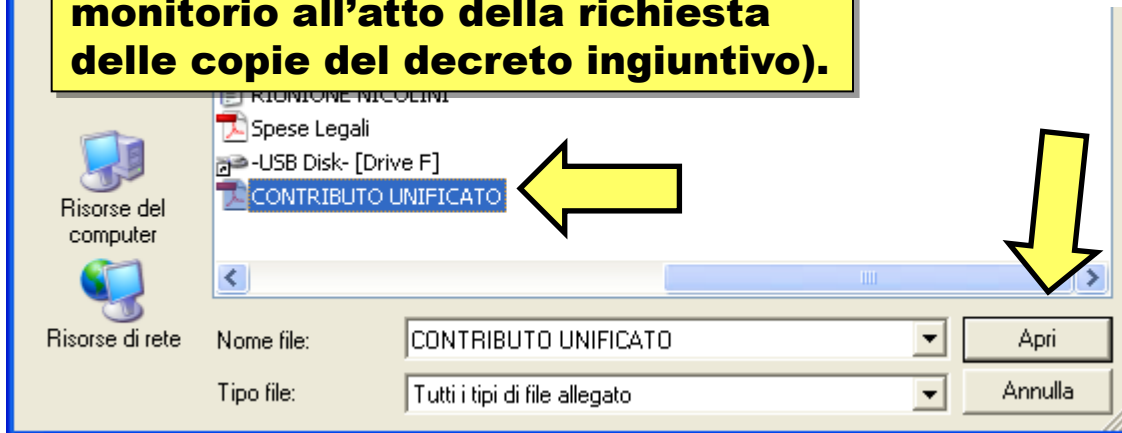 monitorio all’atto della richiesta
delle copie del decreto ingiuntivo).
RIUNIONE NICOLINI
Spese Legali
-USB Disk- [Drive F]
CONTRIBUTO UNIFICATO
Risorse del
computer
Risorse di rete
Nome file:
CONTRIBUTO UNIFICATO
Apri
Tipo file:
Tutti i tipi di file allegato
Annulla